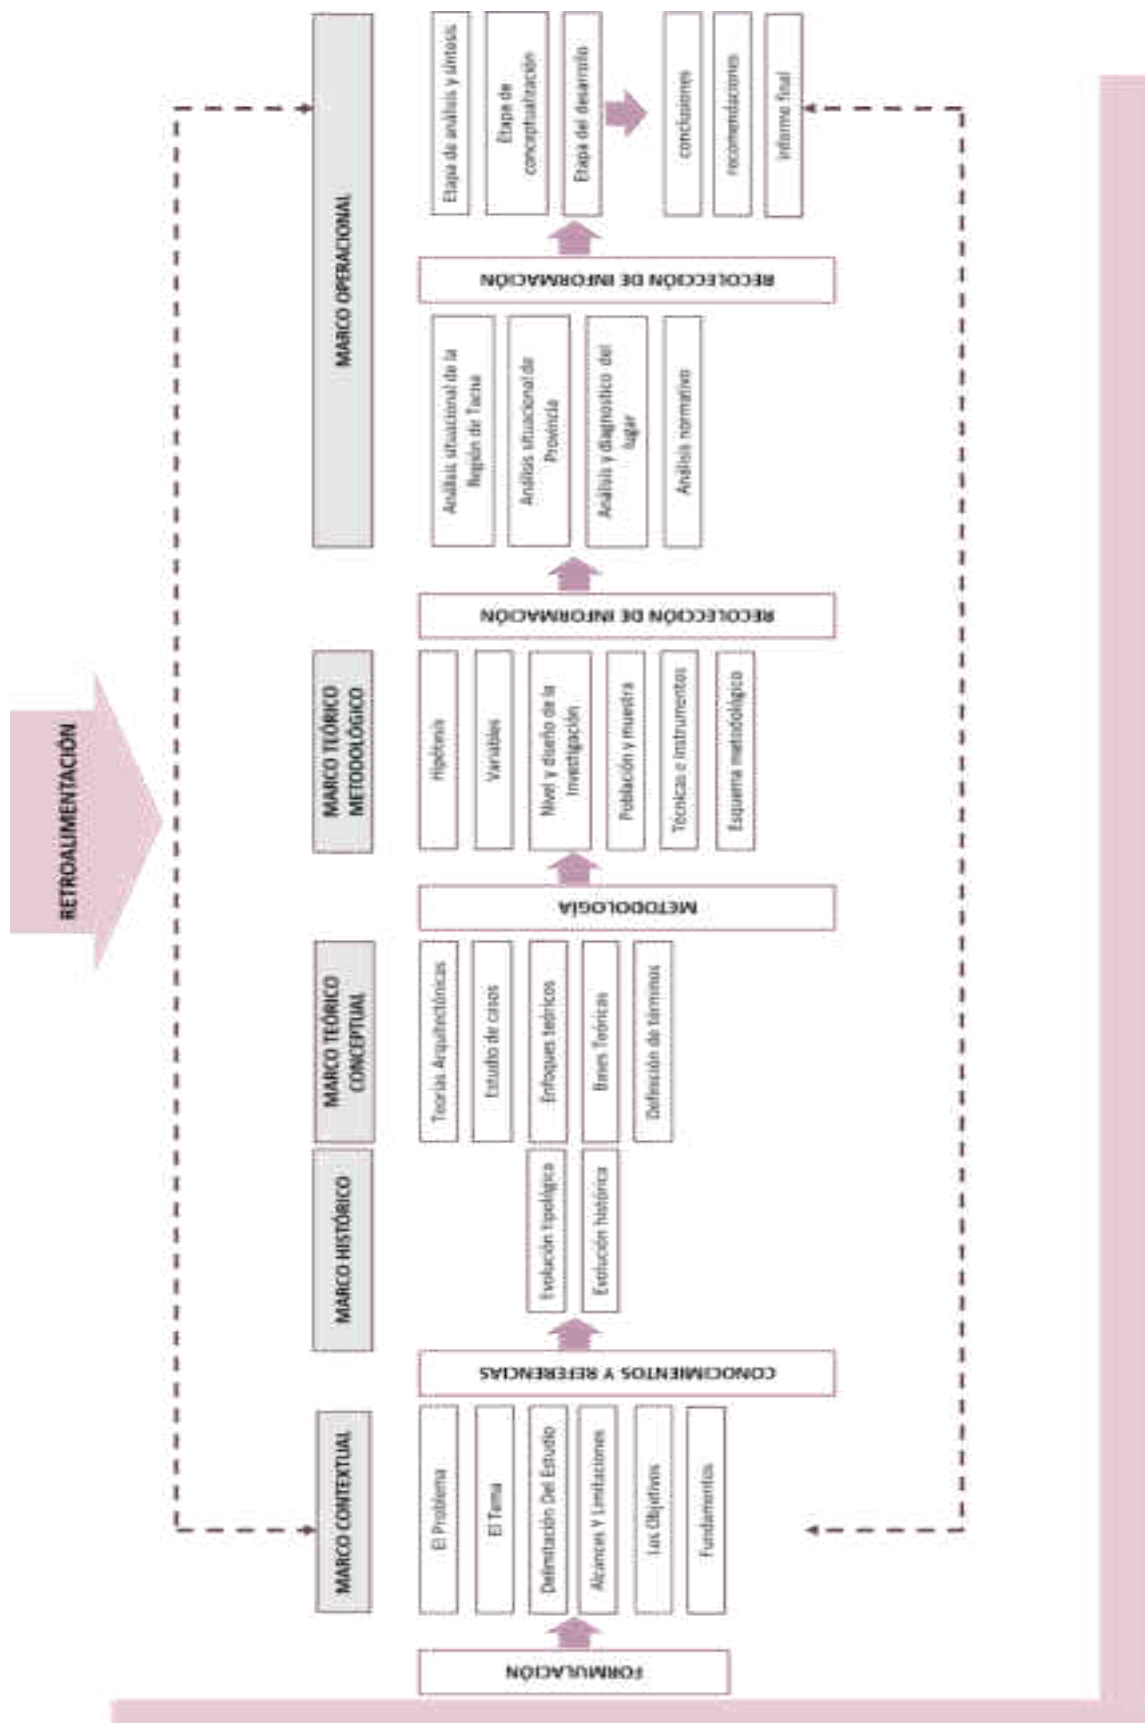 RETROALIMENTACIÓN
FORMULACIÓN
MARCO CONTEXTUAL
El Problema
El Tema
Delimitación Del Estudio
Alcances Y Limitaciones
Los Objetivos
Fundamentos
CONOCIMIENTOS Y REFERENCIAS
MARCO HISTÓRICO
Evolución tipológico
Evolución histórica
MARCO TEÓRICO
CONCEPTUAL
Teorías Arquitectónicas
Estudio de casos
Enfoques teóricos
Bases Teóricas
Definición de términos
METODOLOGÍA
MARCO TEÓRICO
METODOLÓGICO
Hipótesis
Variables
Nivel y diseño de la
Investigación
Población y muestra
Técnicas e Instrumentos
Esquema metodológico
RECOLECCIÓN DE INFORMACIÓN
MARCO OPERACIONAL
Análisis situacional de la
Región de Tacna
Análisis situacional de
Provincia
Análisis y diagnostico del
lugar
Análisis normativo
RECOLECCIÓN DE INFORMACIÓN
Etapa de análisis y síntesis
Etapa de
conceptualización
Etapa del desarrollo
conclusiones
recomendaciones
informe final